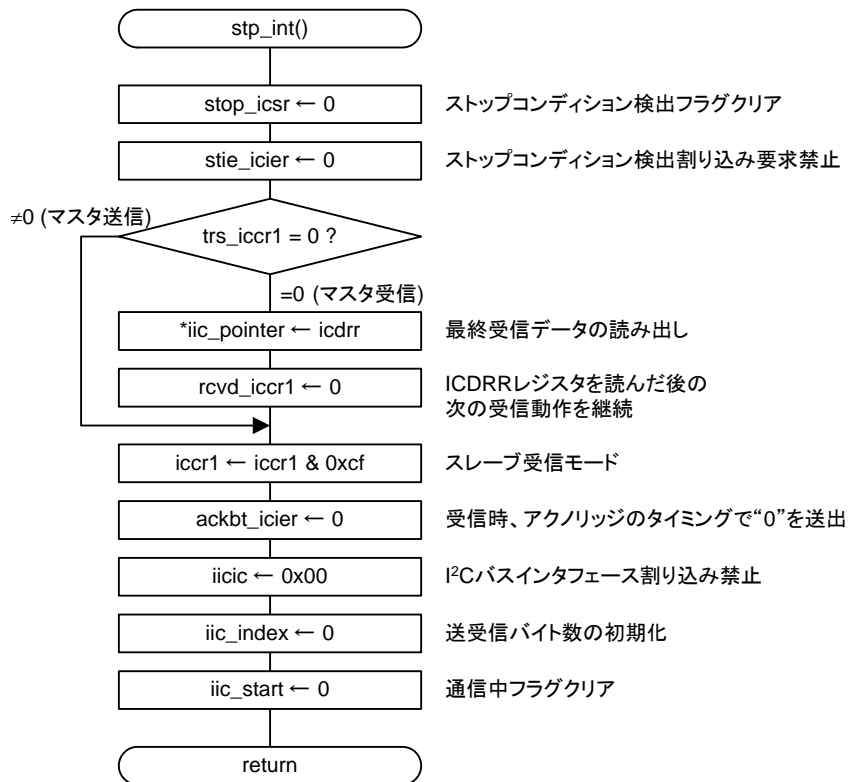 stp_int()
stop_icsr ← 0
ストップコンディション検出フラグクリア
stie_icier ← 0
ストップコンディション検出割り込み要求禁止
≠0 (マスタ送信)
trs_iccr1 = 0 ?
=0 (マスタ受信)
*iic_pointer ← icdrr
最終受信データの読み出し
rcvd_iccr1 ← 0
ICDRRレジスタを読んだ後の
次の受信動作を継続
iccr1 ← iccr1 & 0xcf
スレーブ受信モード
ackbt_icier ← 0
受信時、アクノリッジのタイミングで“0”を送出
iicic ← 0x00
I²Cバスインタフェース割り込み禁止
iic_index ← 0
送受信バイト数の初期化
iic_start ← 0
通信中フラグクリア
return